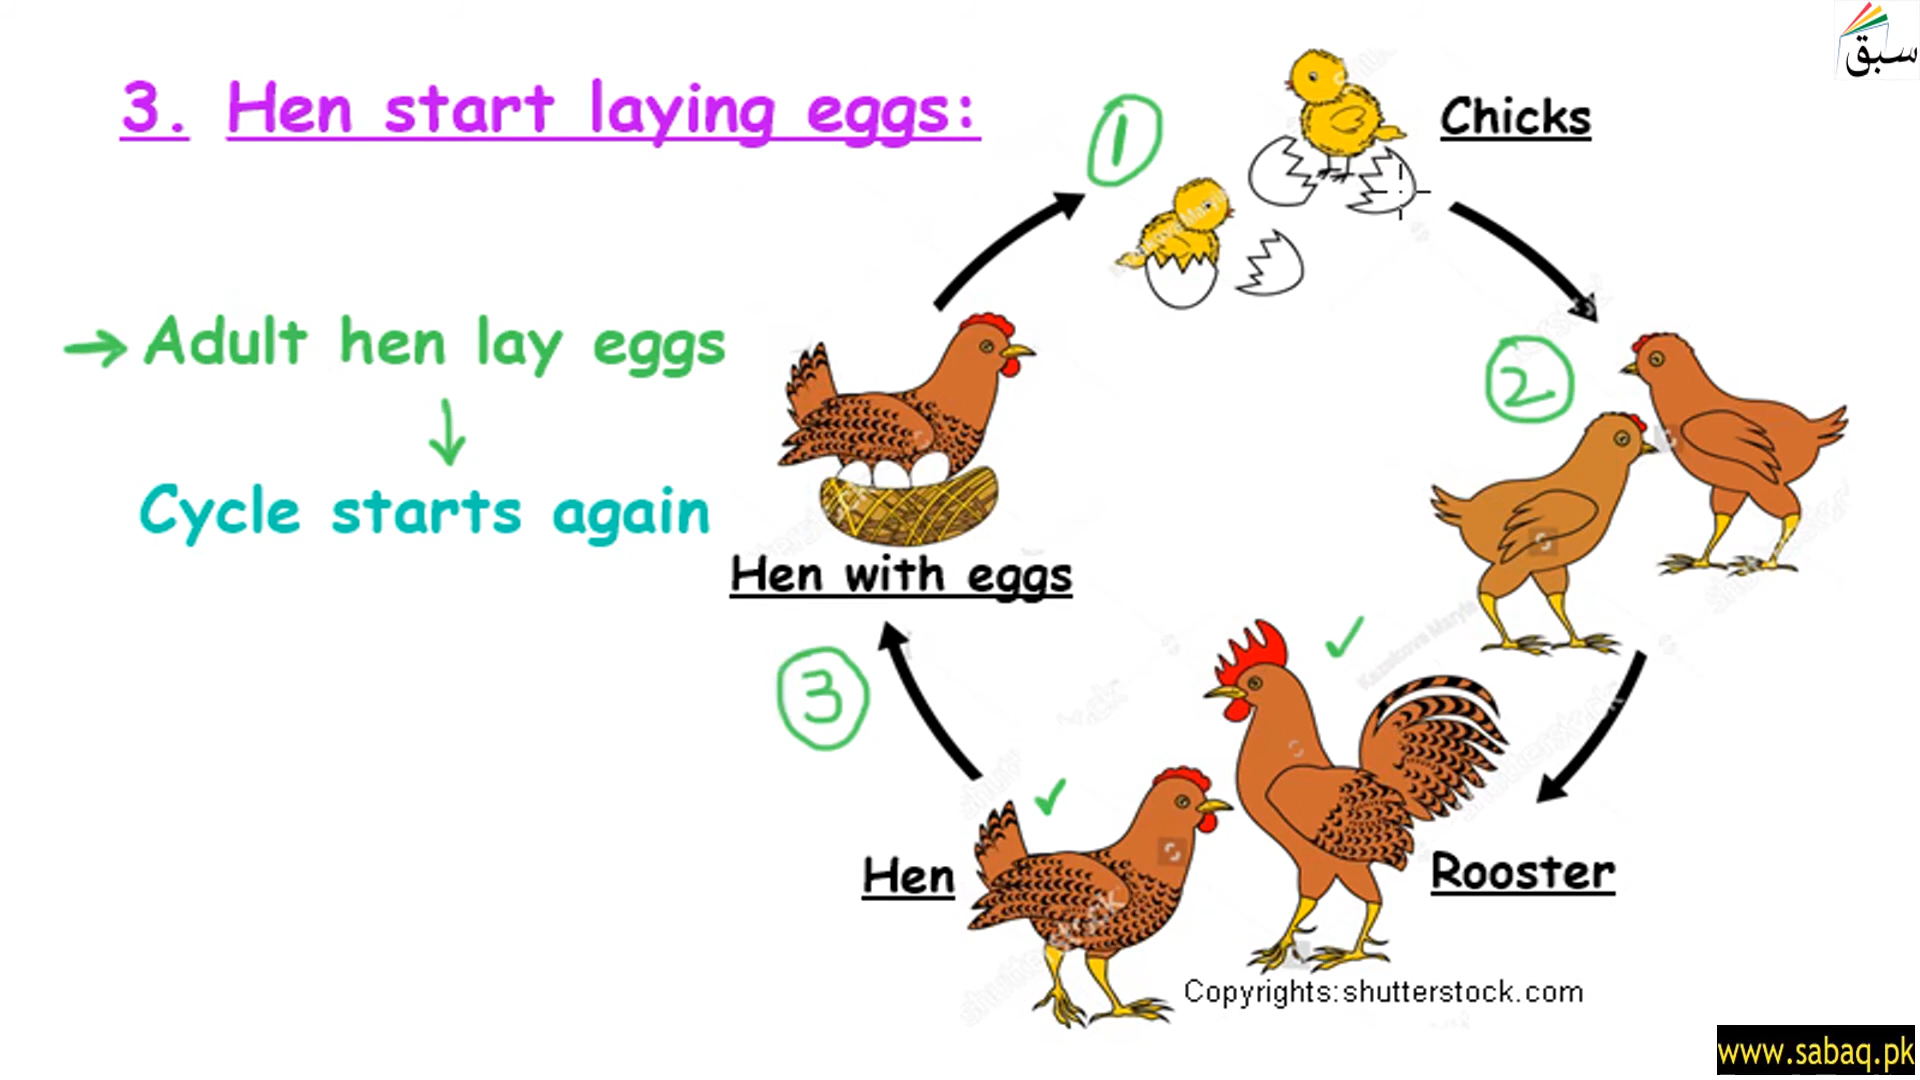 سبق
3. Hen start laying eggs:
1
Chicks
→ Adult hen lay eggs
↓
2
Cycle starts again
Hen with eggs
3
Hen
Rooster
Copyrights:shutterstock.com
www.sabaq.pk